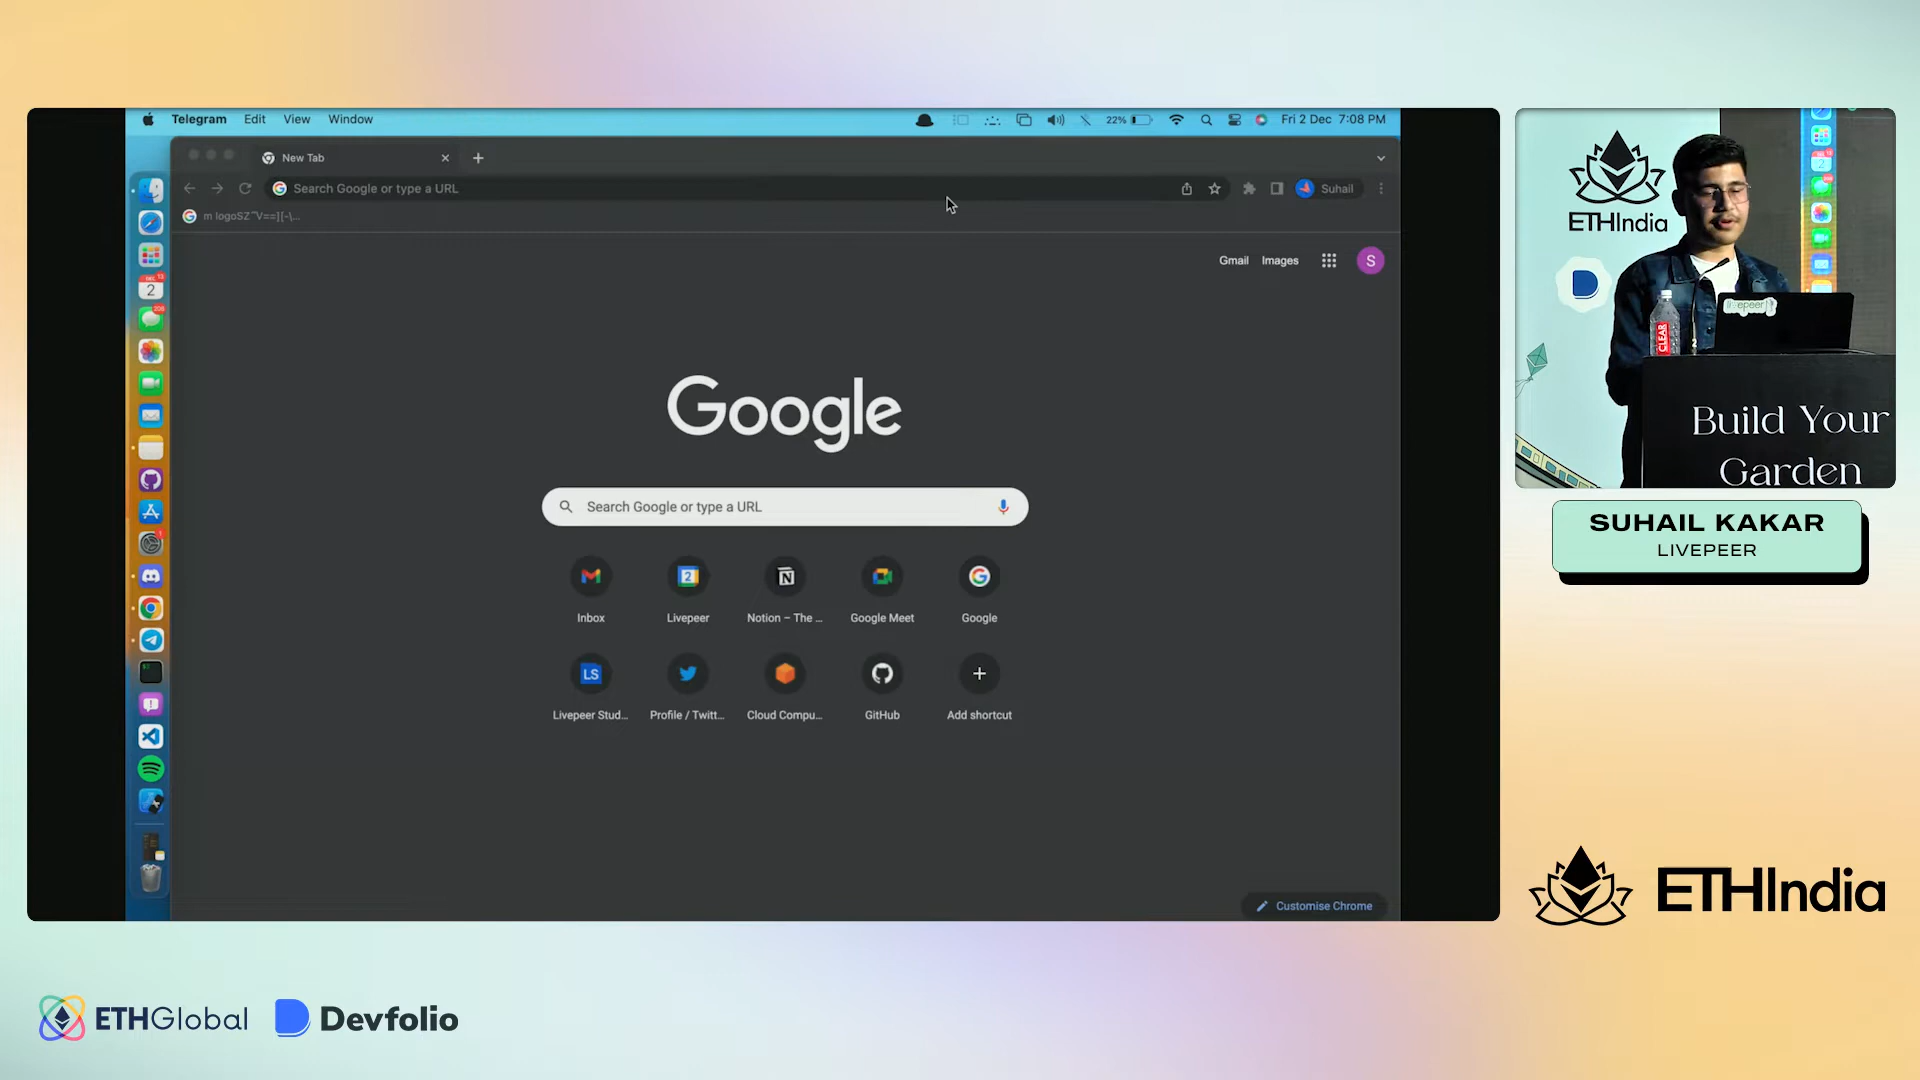 Telegram Edit View Window 22% Fri 2 Dec 7:08 PM
New Tab
Search Google or type a URL Suhail
m logoSZ~V==][-\...
Gmail Images S
Google
Search Google or type a URL
Inbox Livepeer Notion – The ... Google Meet Google
LS
Livepeer Stud... Profile / Twitt... Cloud Compu... GitHub Add shortcut
Customise Chrome
ETHIndia
CLEAR
Build Your
Garden
SUHAIL KAKAR
LIVEPEER
ETHIndia
ETHGlobal Devfolio